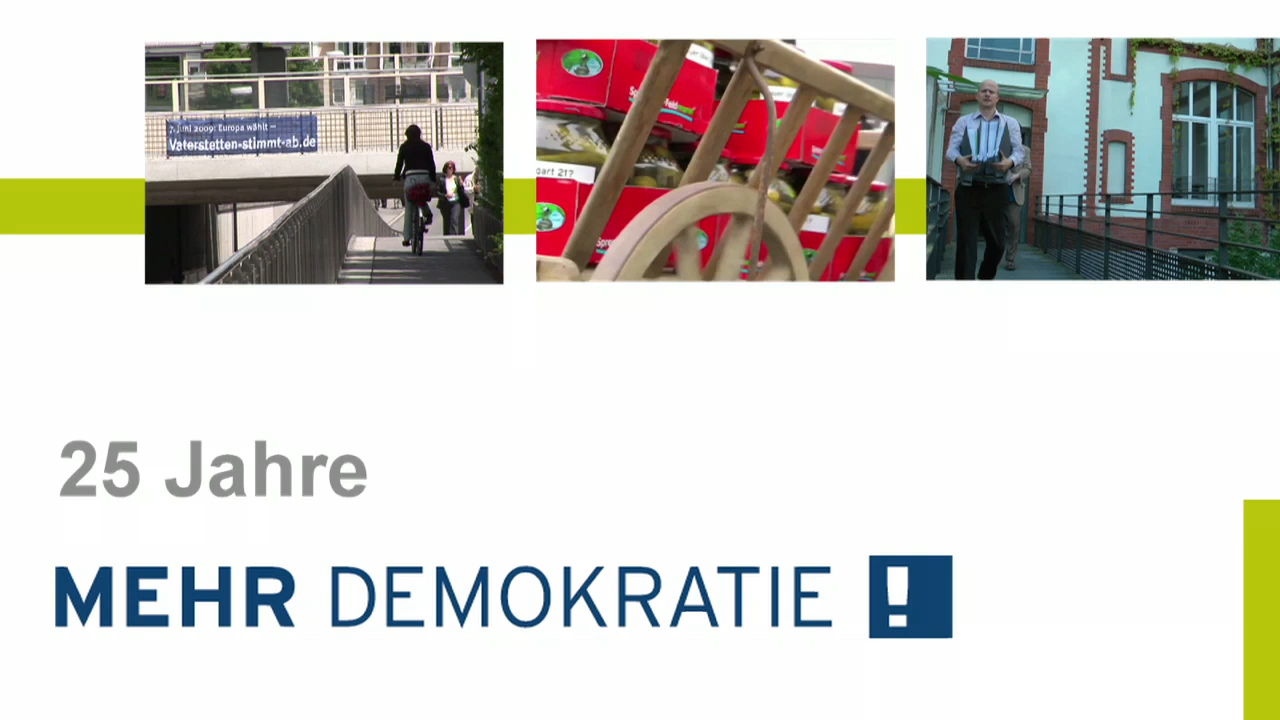 7. Juni 2009: Europa wählt —
Vaterstetten-stimmt-ab.de
25 Jahre
MEHR DEMOKRATIE !